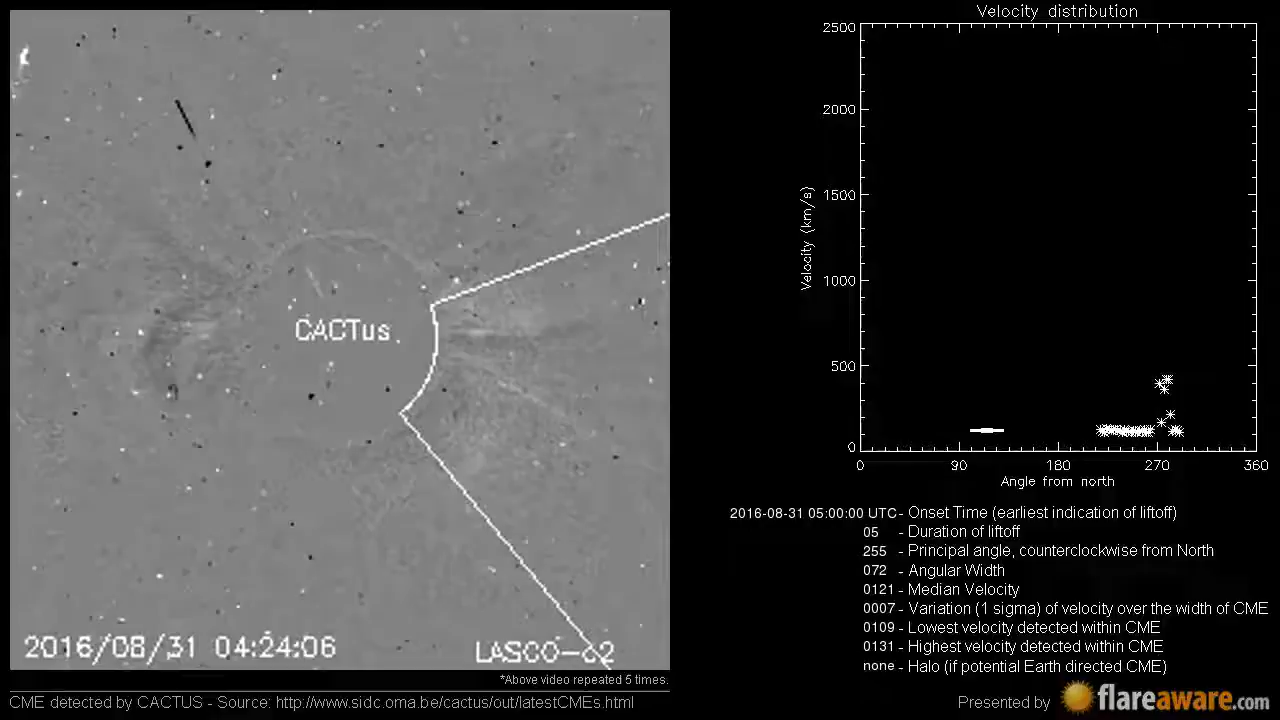 CACTus
2016/08/31 04:24:06
LASCO-c2
*Above video repeated 5 times.
CME detected by CACTUS - Source: http://www.sidc.oma.be/cactus/out/latestCMEs.html
Velocity distribution
2500
2000
1500
1000
500
0
Velocity (km/s)
0 90 180 270 360
Angle from north
2016-08-31 05:00:00 UTC - Onset Time (earliest indication of liftoff)
05 - Duration of liftoff
255 - Principal angle, counterclockwise from North
072 - Angular Width
0121 - Median Velocity
0007 - Variation (1 sigma) of velocity over the width of CME
0109 - Lowest velocity detected within CME
0131 - Highest velocity detected within CME
none - Halo (if potential Earth directed CME)
Presented by flareaware.com